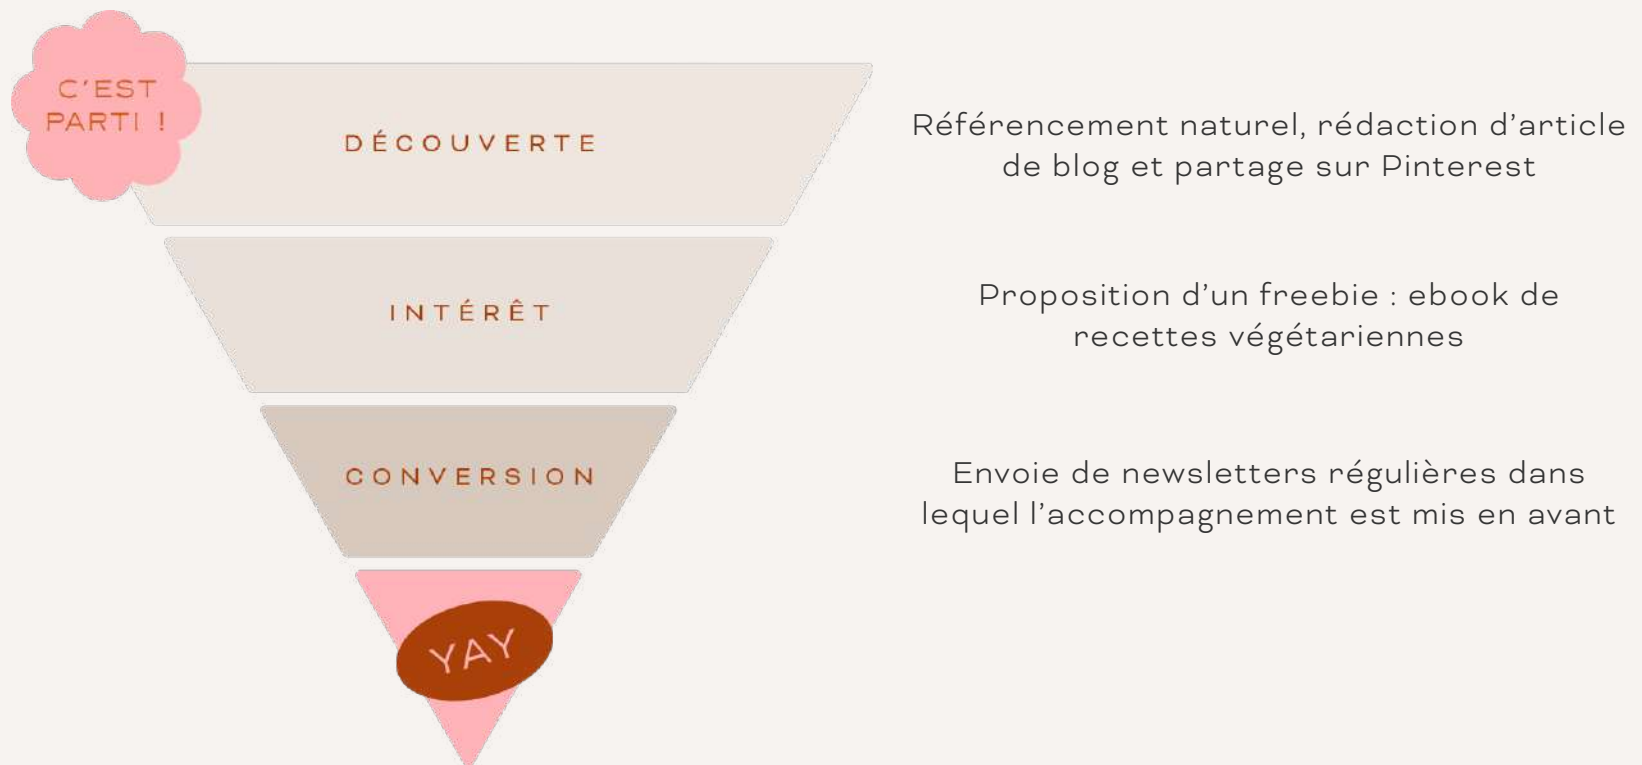 C'EST
PARTI !
DÉCOUVERTE
Référencement naturel, rédaction d'article
de blog et partage sur Pinterest
INTÉRÊT
Proposition d'un freebie : ebook de
recettes végétariennes
CONVERSION
Envoie de newsletters régulières dans
lequel l'accompagnement est mis en avant
YAY